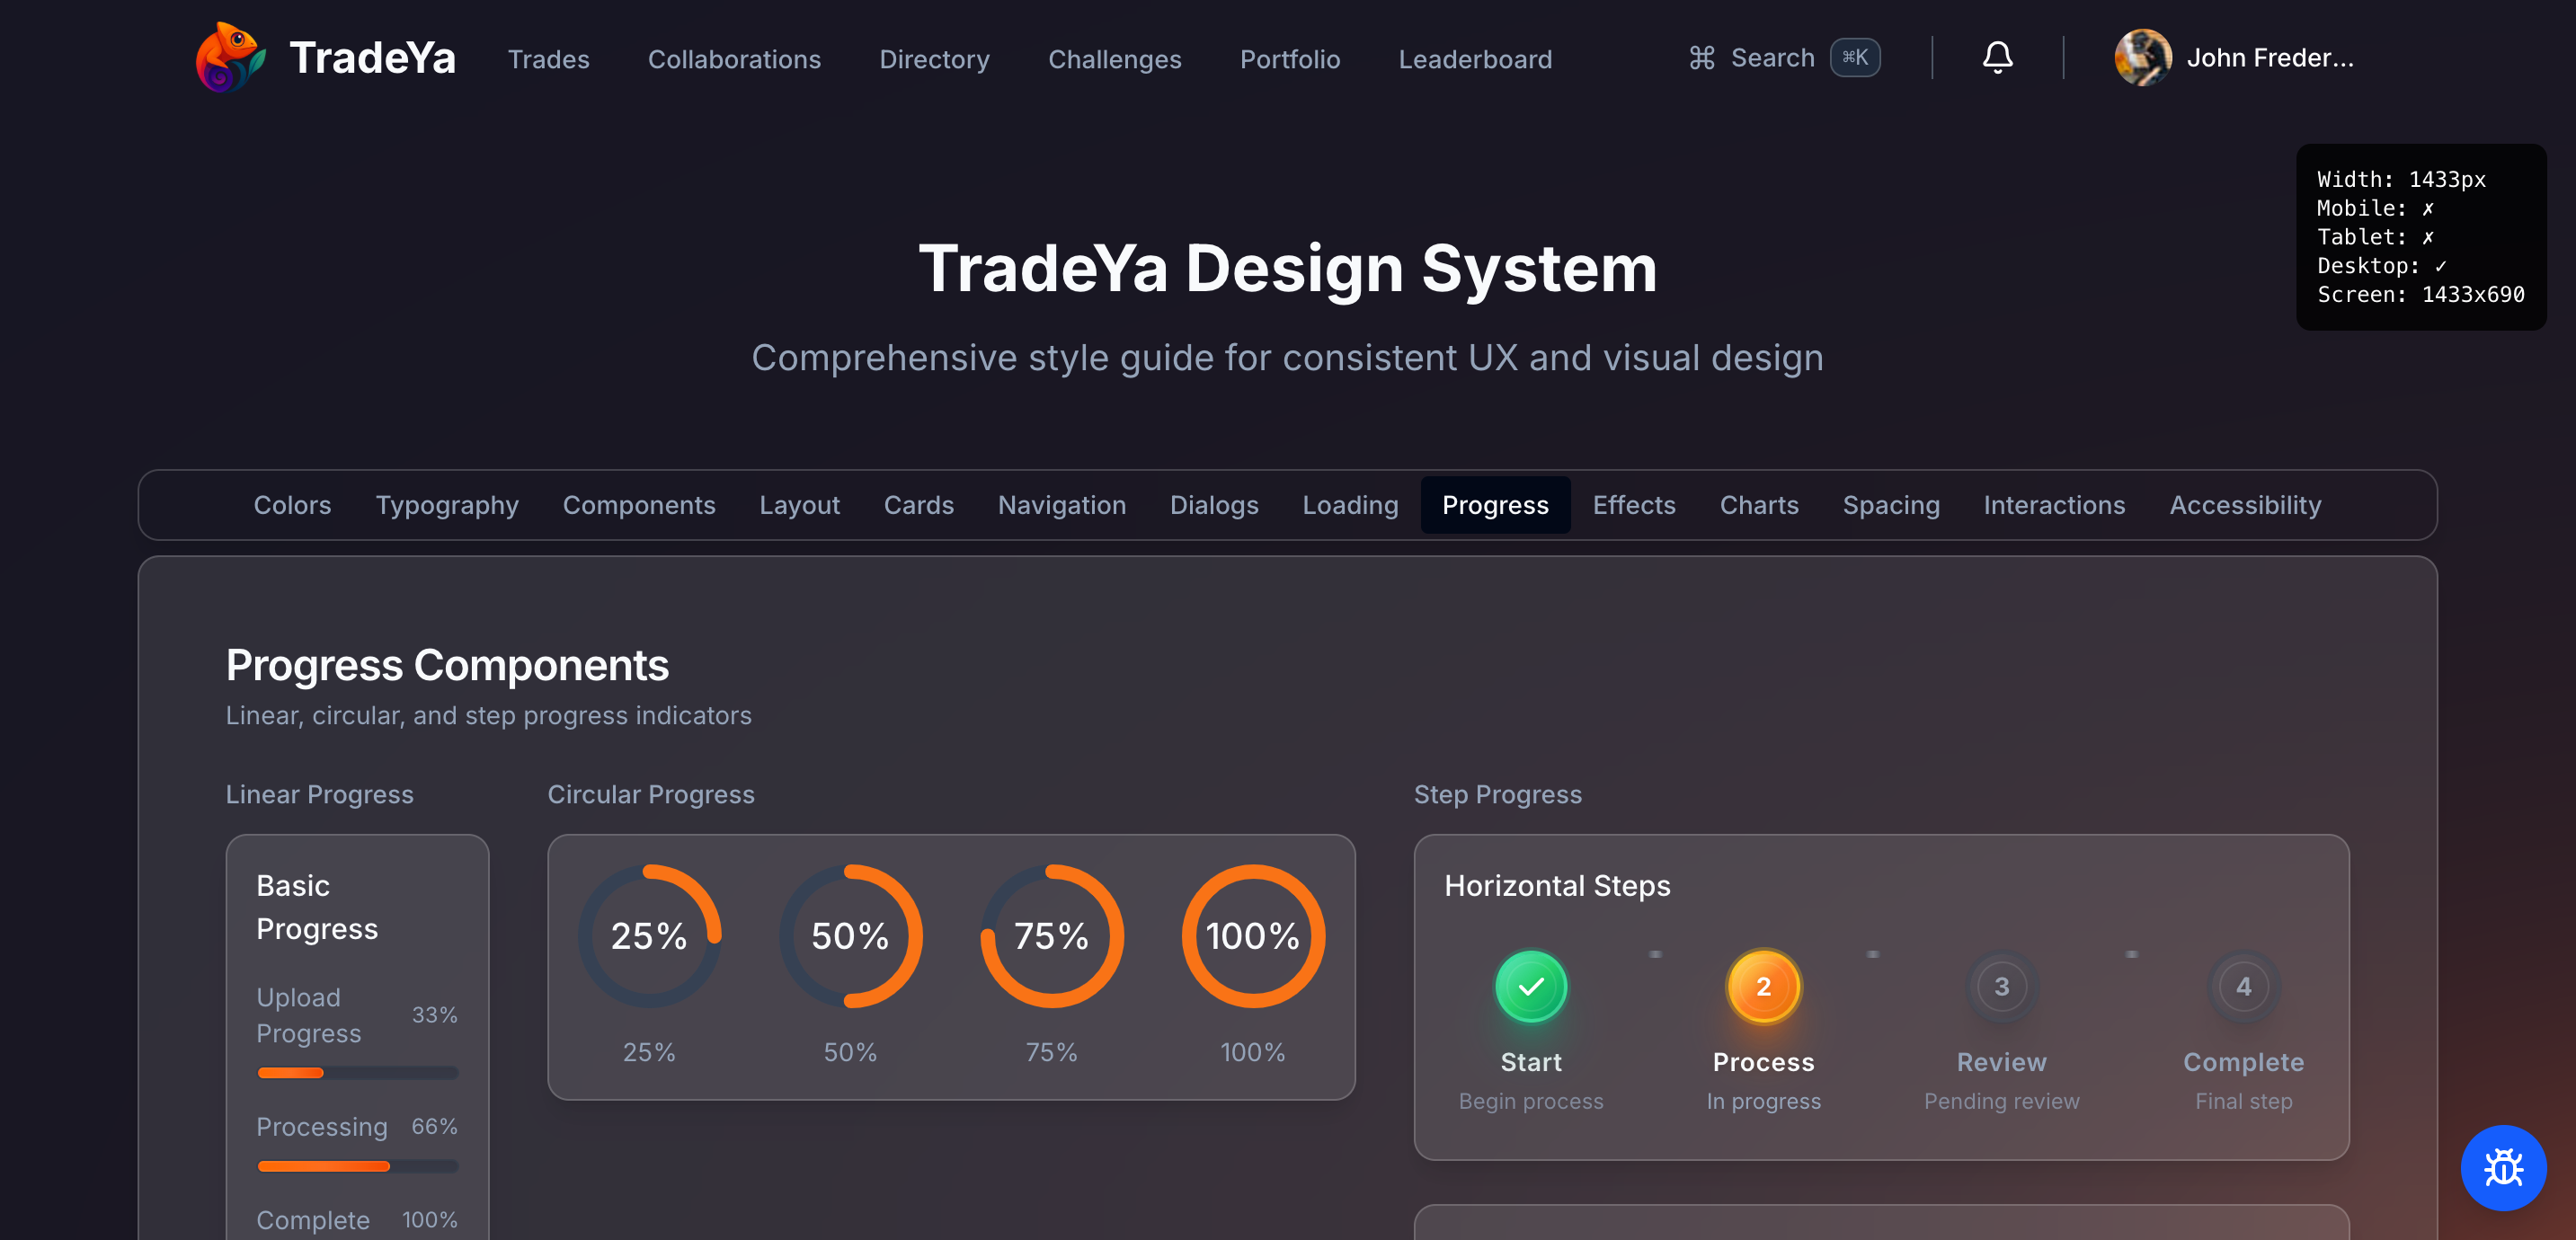 TradeYa
Trades
Collaborations
Directory
Challenges
Portfolio
Leaderboard
⌘ Search ⌘K
John Freder...
Width: 1433px
Mobile: ✗
Tablet: ✗
Desktop: ✓
Screen: 1433x690
TradeYa Design System
Comprehensive style guide for consistent UX and visual design
Colors
Typography
Components
Layout
Cards
Navigation
Dialogs
Loading
Progress
Effects
Charts
Spacing
Interactions
Accessibility
Progress Components
Linear, circular, and step progress indicators
Linear Progress
Basic
Progress
Upload
Progress
33%
Processing 66%
Complete 100%
Circular Progress
25%
50%
75%
100%
25%
50%
75%
100%
Step Progress
Horizontal Steps
2
3
4
Start
Process
Review
Complete
Begin process
In progress
Pending review
Final step